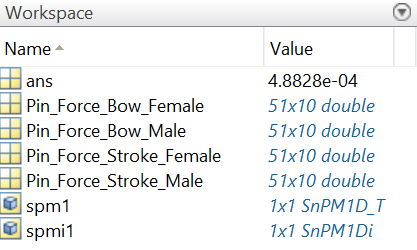 Workspace
Name Value
ans 4.8828e-04
Pin_Force_Bow_Female 51x10 double
Pin_Force_Bow_Male 51x10 double
Pin_Force_Stroke_Female 51x10 double
Pin_Force_Stroke_Male 51x10 double
spm1 1x1 SnPM1D_T
spmi1 1x1 SnPM1Di